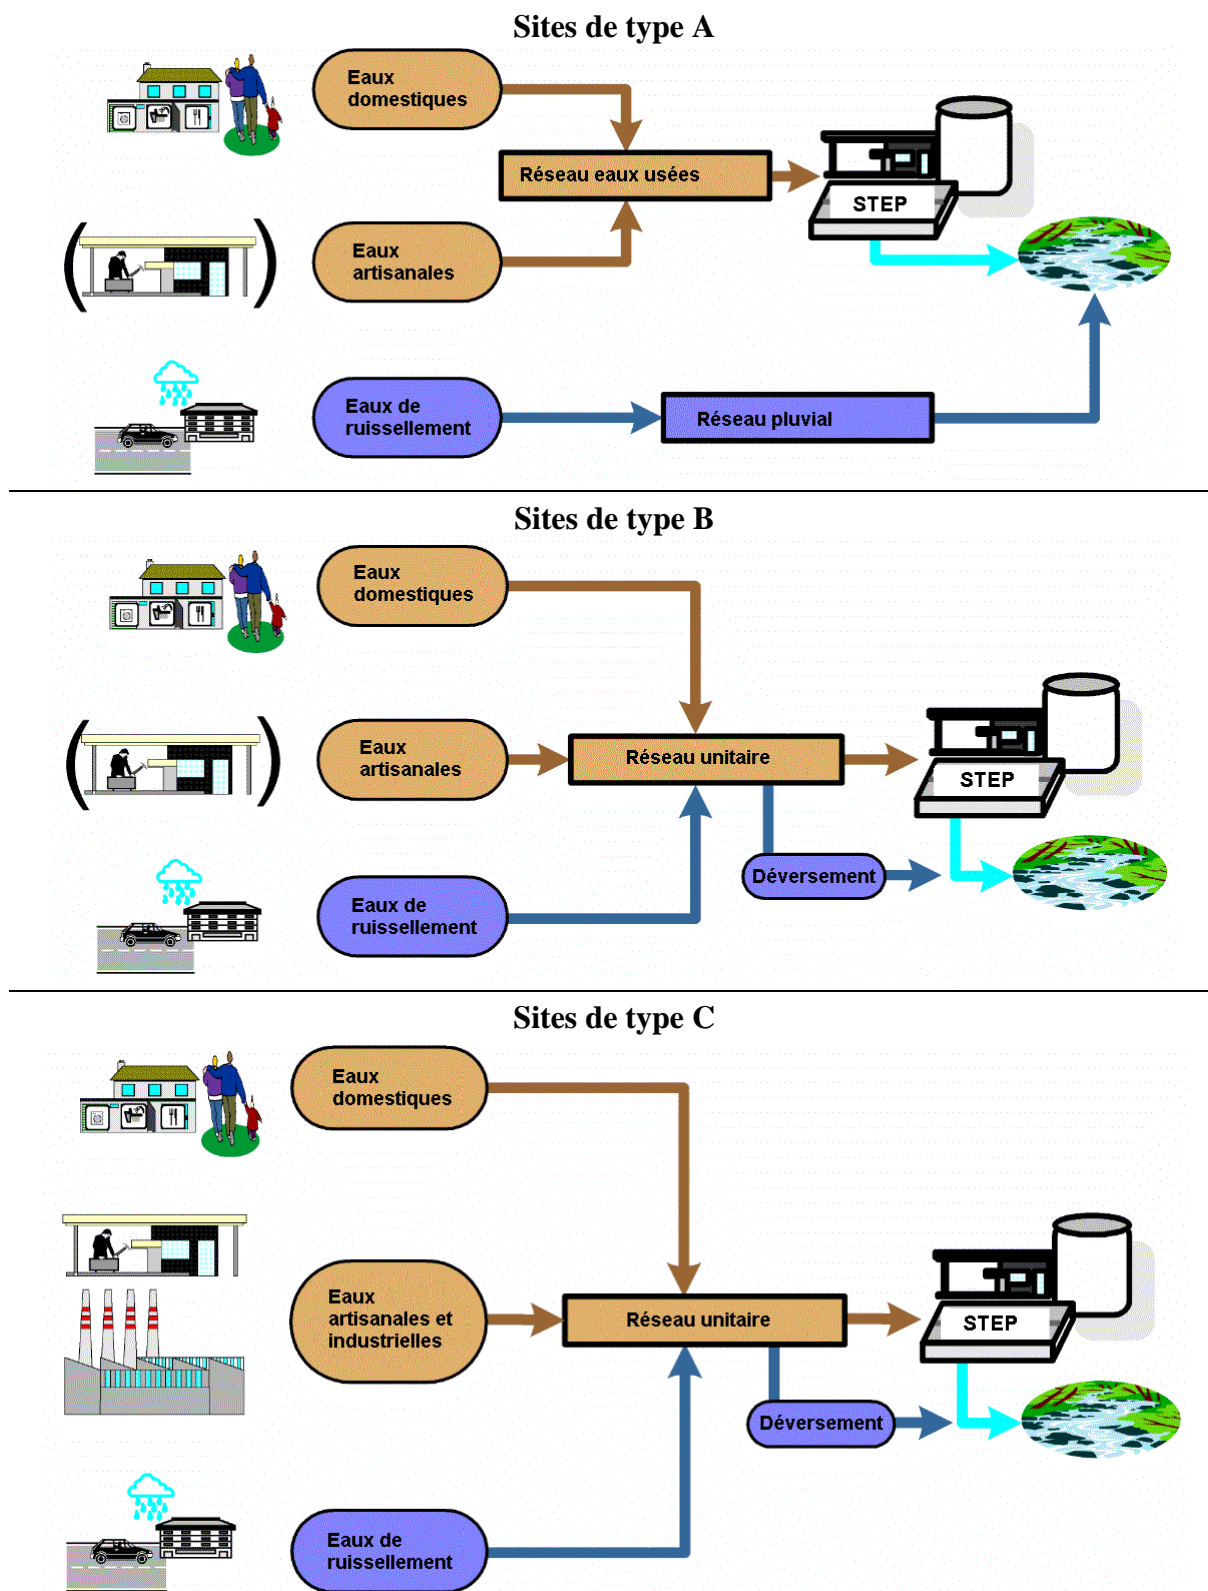 Sites de type A
Eaux
domestiques
Réseau eaux usées
STEP
Eaux
artisanales
Eaux de
ruissellement
Réseau pluvial
Sites de type B
Eaux
domestiques
Eaux
artisanales
Réseau unitaire
STEP
Déversement
Eaux de
ruissellement
Sites de type C
Eaux
domestiques
Eaux
artisanales et
industrielles
Réseau unitaire
STEP
Déversement
Eaux de
ruissellement